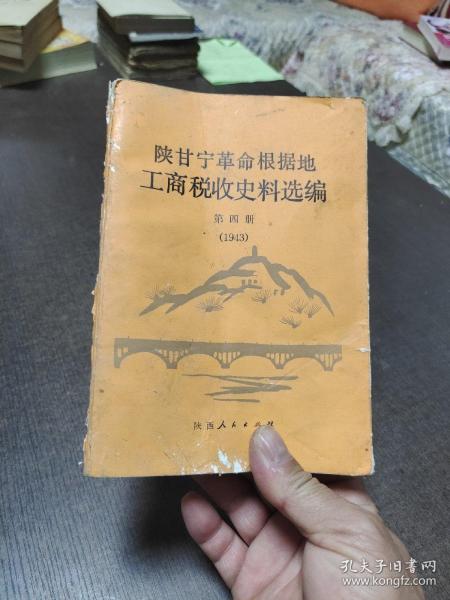 陕甘宁革命根据地
工商税收史料选编
第四册
(1943)
陕西人民出版社
孔夫子旧书网
www.kongfz.com